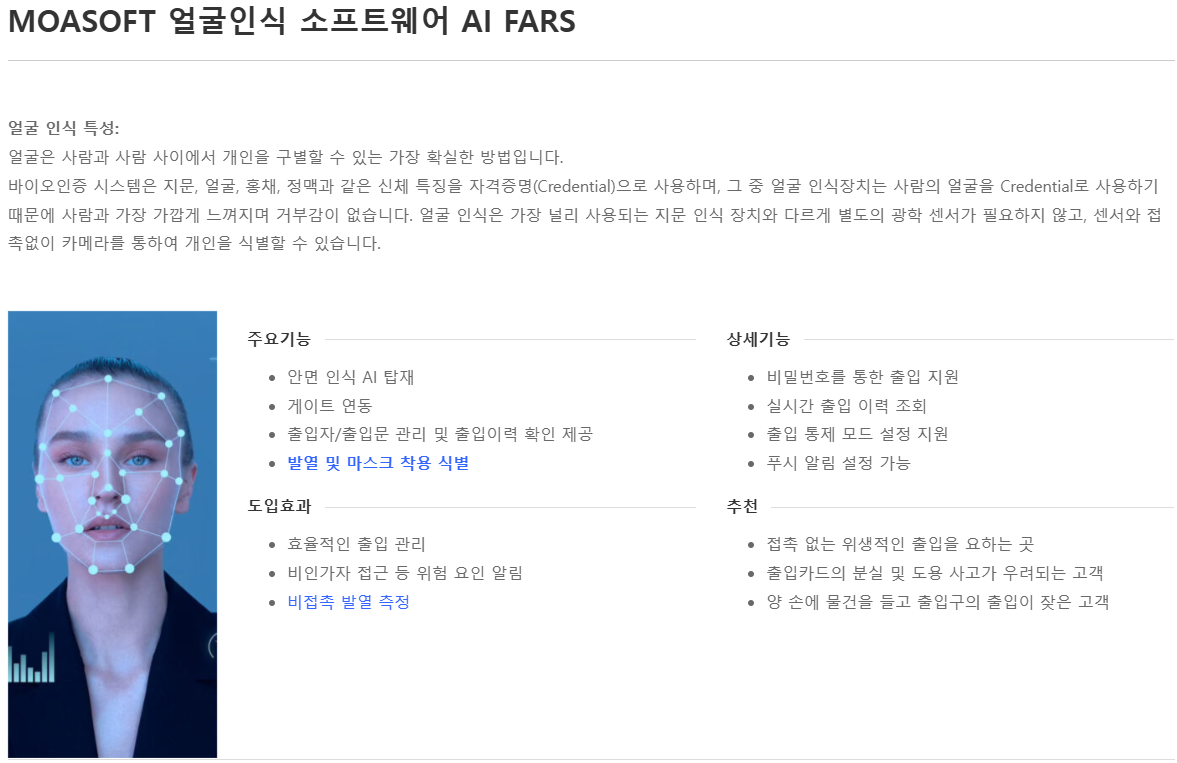 MOASOFT 얼굴인식 소프트웨어 AI FARS
얼굴 인식 특성:
얼굴은 사람과 사람 사이에서 개인을 구별할 수 있는 가장 확실한 방법입니다.
바이오인증 시스템은 지문, 얼굴, 홍채, 정맥과 같은 신체 특징을 자격증명(Credential)으로 사용하며, 그 중 얼굴 인식장치는 사람의 얼굴을 Credential로 사용하기
때문에 사람과 가장 가깝게 느껴지며 거부감이 없습니다. 얼굴 인식은 가장 널리 사용되는 지문 인식 장치와 다르게 별도의 광학 센서가 필요하지 않고, 센서와 접
촉없이 카메라를 통하여 개인을 식별할 수 있습니다.
주요기능
안면 인식 AI 탑재
게이트 연동
출입자/출입문 관리 및 출입이력 확인 제공
발열 및 마스크 착용 식별
상세기능
비밀번호를 통한 출입 지원
실시간 출입 이력 조회
출입 통제 모드 설정 지원
푸시 알림 설정 가능
도입효과
효율적인 출입 관리
비인가자 접근 등 위험 요인 알림
비접촉 발열 측정
추천
접촉 없는 위생적인 출입을 요하는 곳
출입카드의 분실 및 도용 사고가 우려되는 고객
양 손에 물건을 들고 출입구의 출입이 잦은 고객